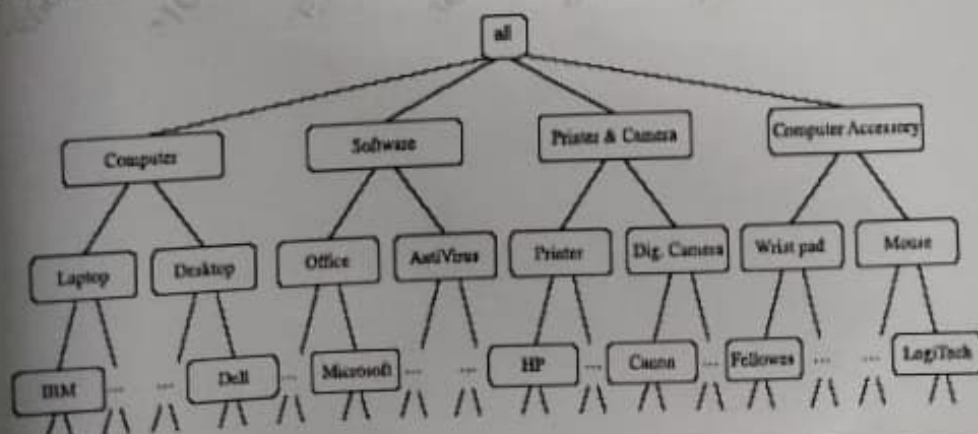 all
Computer
Software
Printer & Camera
Computer Accessory
Laptop
Desktop
Office
AntiVirus
Printer
Dig. Camera
Wrist pad
Mouse
IBM
...
...
Dell
...
Microsoft
...
...
HP
...
Canon
...
Fellowes
...
...
LogiTech